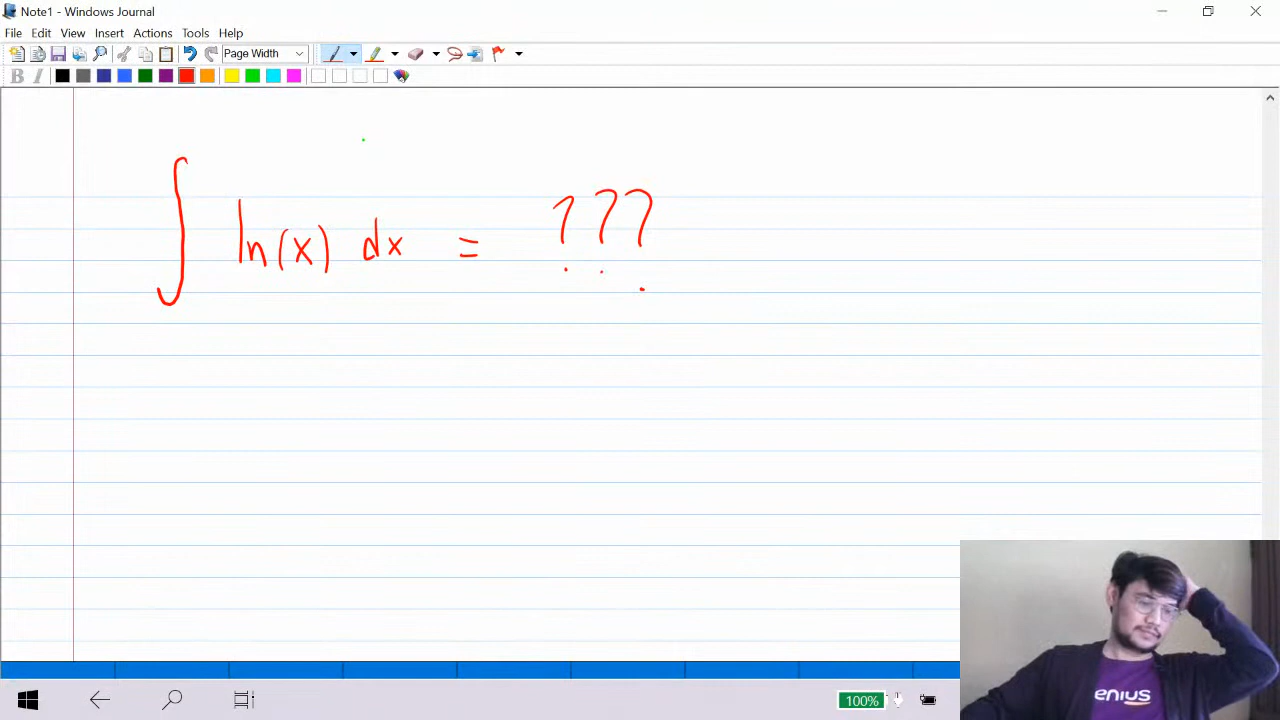 Note1 - Windows Journal
File Edit View Insert Actions Tools Help
Page Width
B I
∫ ln(x) dx = ???
enius
100%